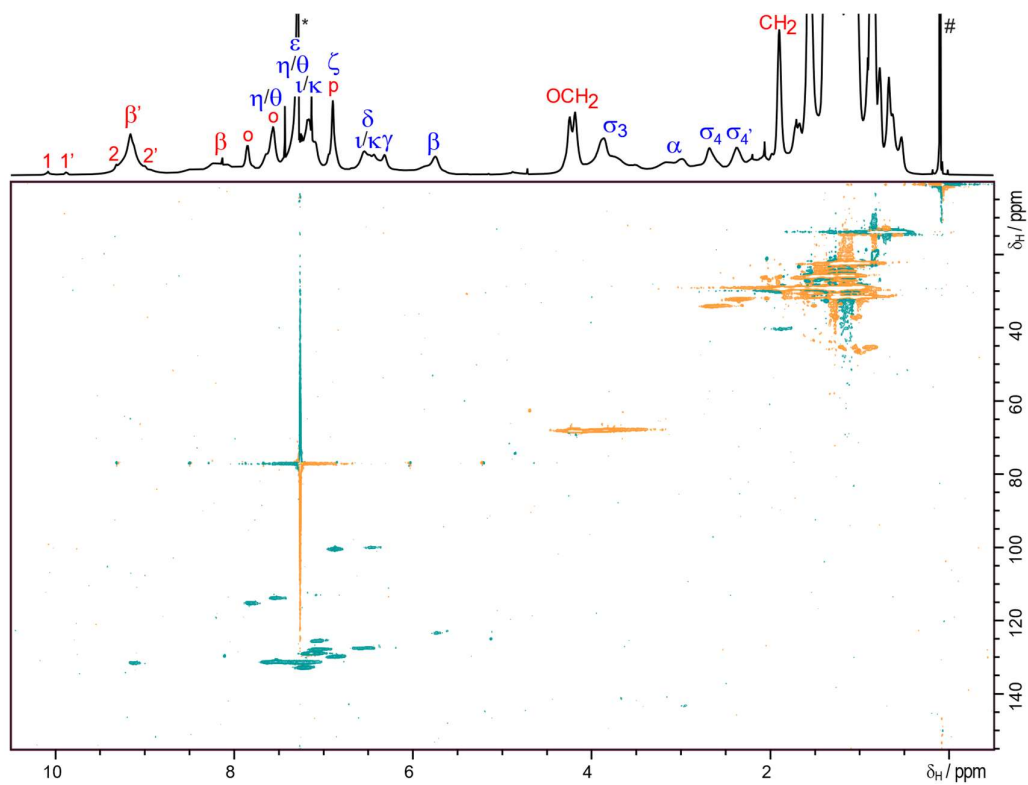 CH2
* #
ε
η/θ
ι/κ
ζ
p
η/θ
o
β'
OCH2
β
o
δ
ι/κγ
β
σ3
α
σ4 σ4'
1 1' 2 2'
δH / ppm
40
60
80
100
120
140
10 8 6 4 2 δH / ppm